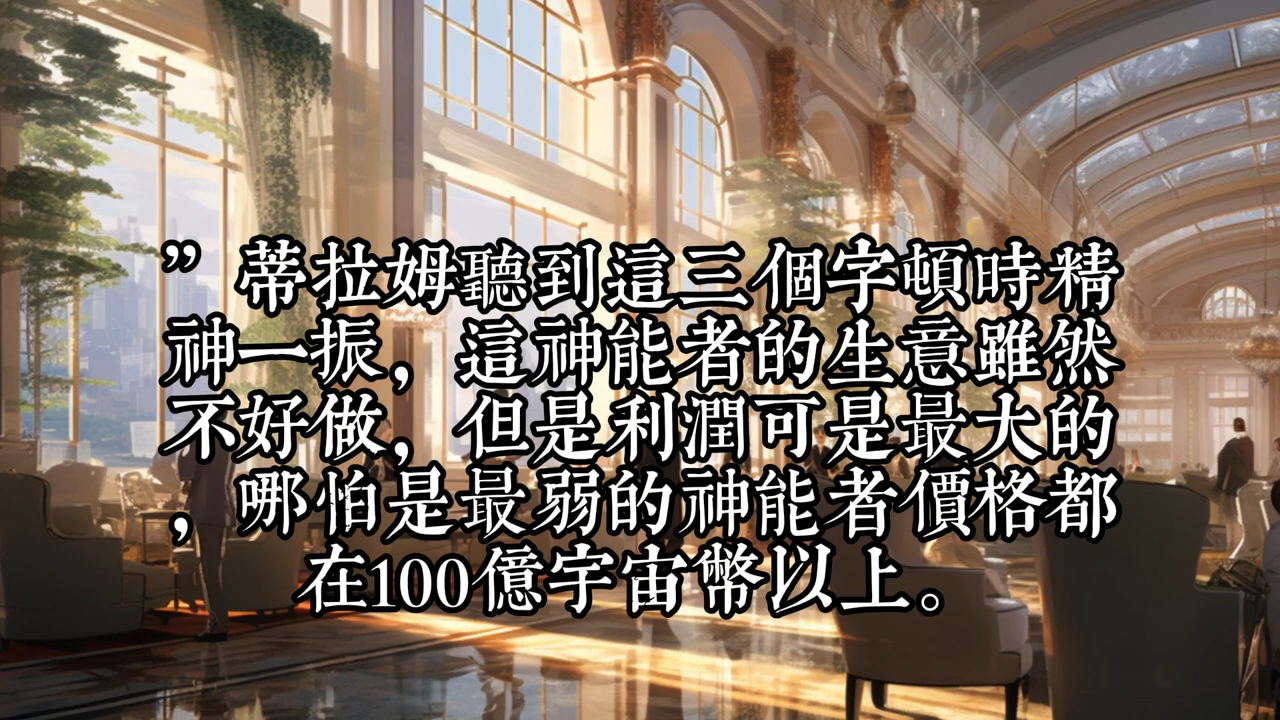 ”蒂拉姆聽到這三個字頓時精
神一振，這神能者的生意雖然
不好做，但是利潤可是最大的
，哪怕是最弱的神能者價格都
在100億宇宙幣以上。